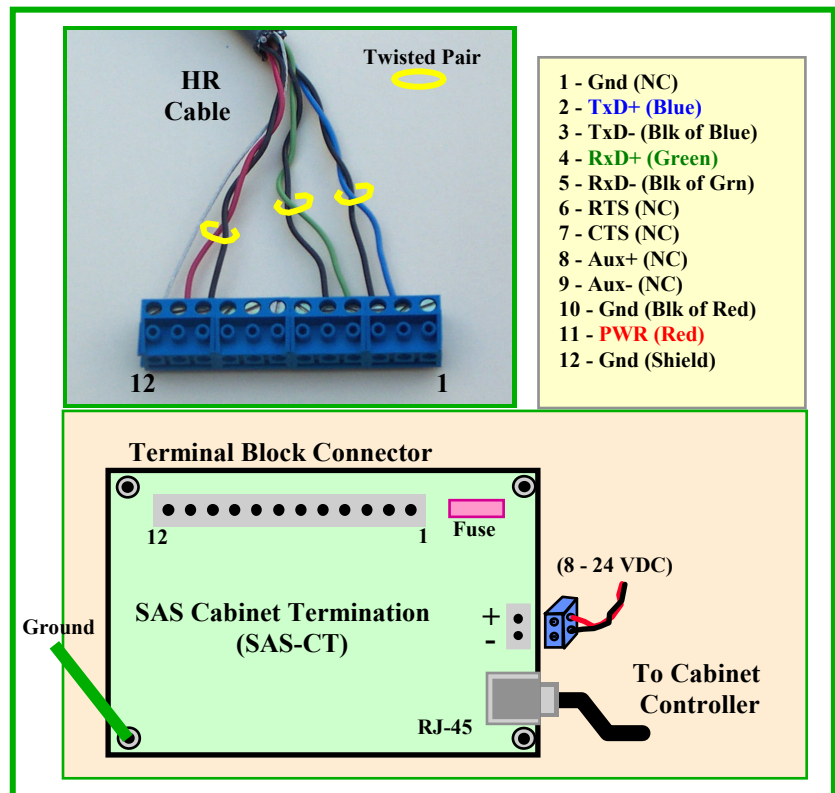 HR
Cable
Twisted Pair
12
1
1 - Gnd (NC)
2 - TxD+ (Blue)
3 - TxD- (Blk of Blue)
4 - RxD+ (Green)
5 - RxD- (Blk of Grn)
6 - RTS (NC)
7 - CTS (NC)
8 - Aux+ (NC)
9 - Aux- (NC)
10 - Gnd (Blk of Red)
11 - PWR (Red)
12 - Gnd (Shield)
Terminal Block Connector
12
1
Fuse
(8 - 24 VDC)
SAS Cabinet Termination
(SAS-CT)
+
-
Ground
To Cabinet
Controller
RJ-45